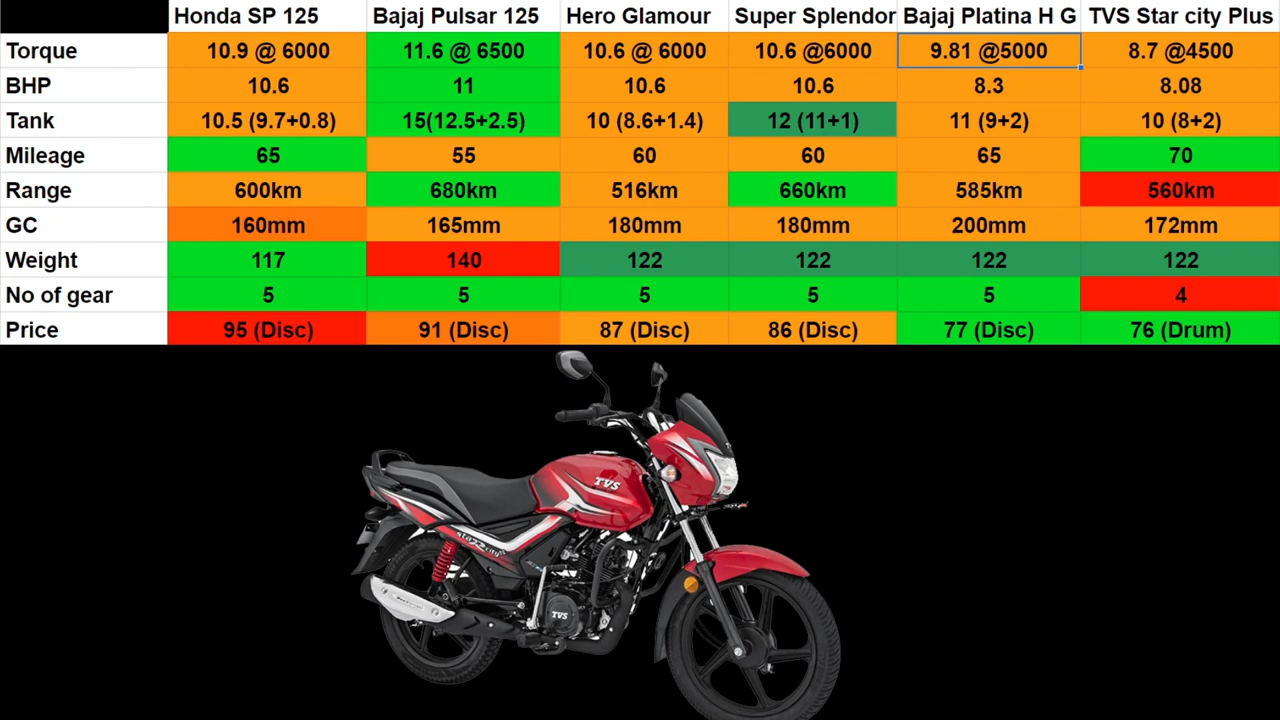 Honda SP 125 Bajaj Pulsar 125 Hero Glamour Super Splendor Bajaj Platina H G TVS Star city Plus
Torque 10.9 @ 6000 11.6 @ 6500 10.6 @ 6000 10.6 @6000 9.81 @5000 8.7 @4500
BHP 10.6 11 10.6 10.6 8.3 8.08
Tank 10.5 (9.7+0.8) 15(12.5+2.5) 10 (8.6+1.4) 12 (11+1) 11 (9+2) 10 (8+2)
Mileage 65 55 60 60 65 70
Range 600km 680km 516km 660km 585km 560km
GC 160mm 165mm 180mm 180mm 200mm 172mm
Weight 117 140 122 122 122 122
No of gear 5 5 5 5 5 4
Price 95 (Disc) 91 (Disc) 87 (Disc) 86 (Disc) 77 (Disc) 76 (Drum)
TVS
TVS